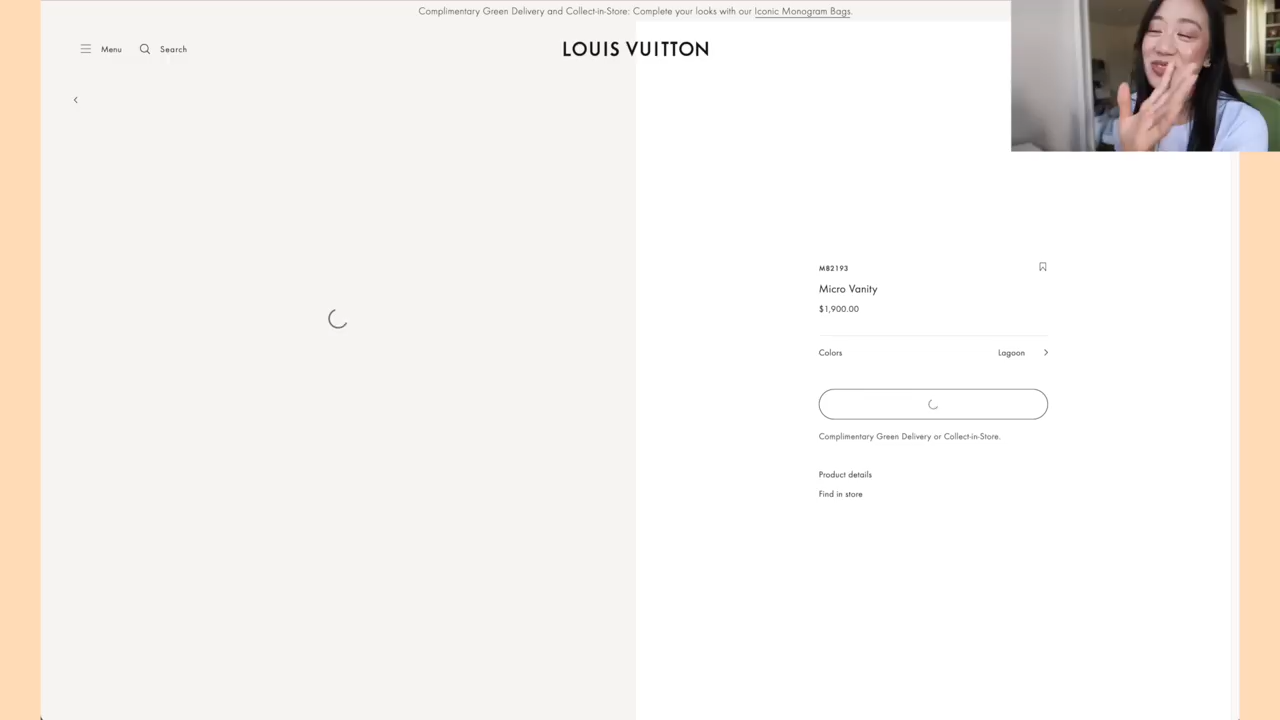 Complimentary Green Delivery and Collect-in-Store: Complete your looks with our Iconic Monogram Bags.
Menu Search
LOUIS VUITTON
M82193
Micro Vanity
$1,900.00
Colors Lagoon
Complimentary Green Delivery or Collect-in-Store.
Product details
Find in store